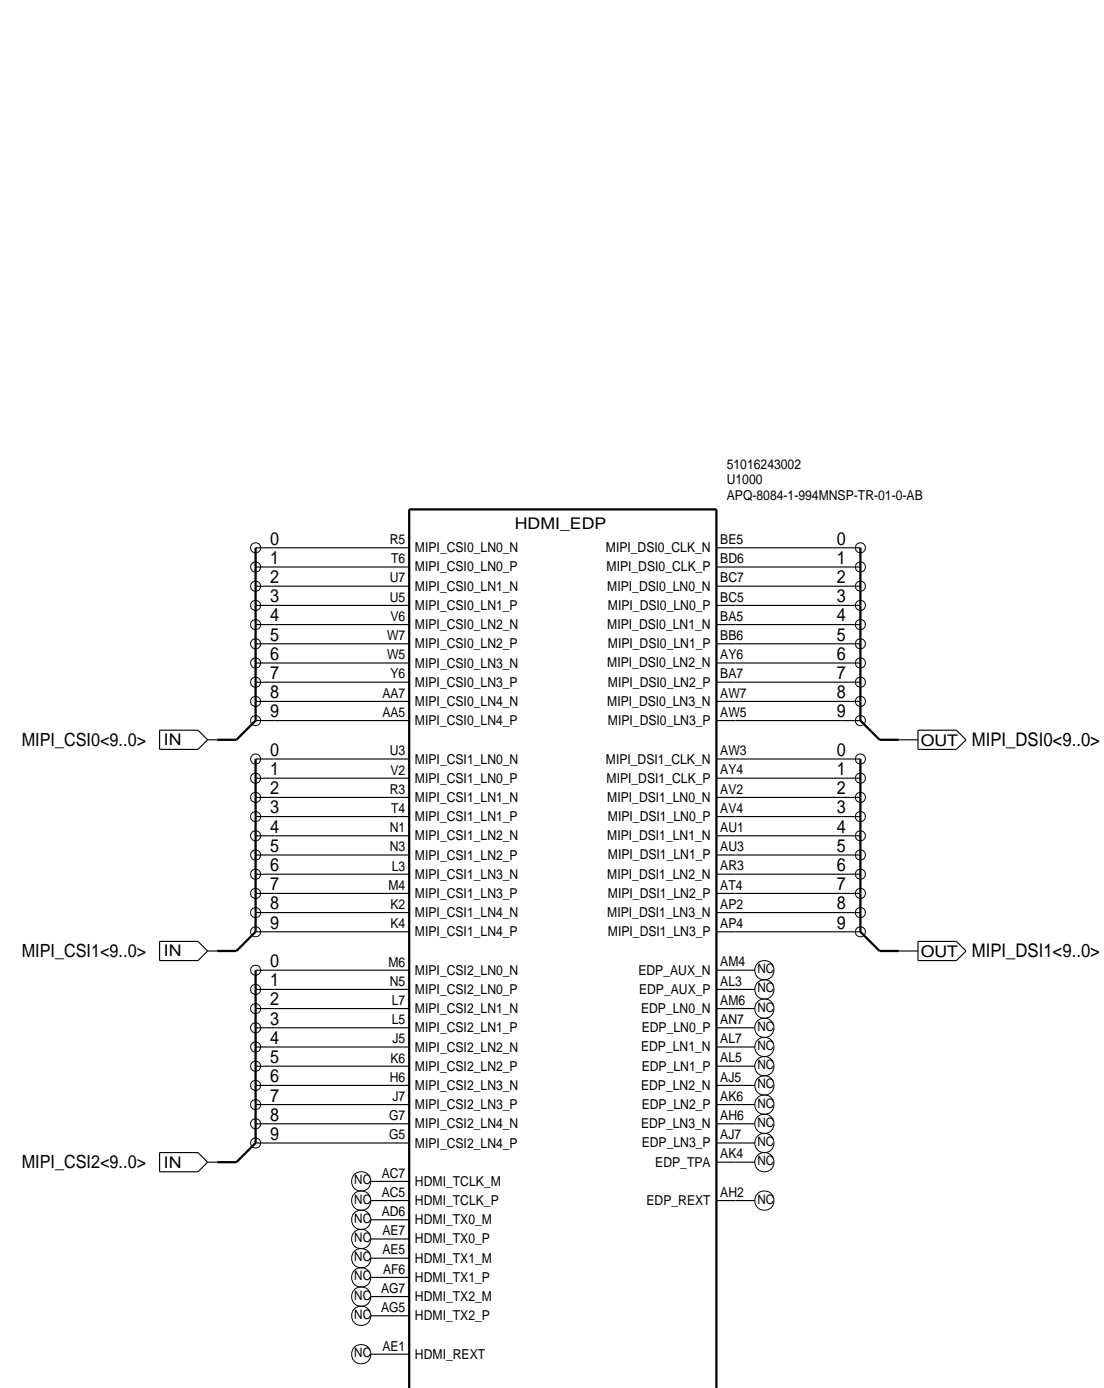 51016243002
U1000
APQ-8084-1-994MNSP-TR-01-0-AB
HDMI_EDP
0 R5 MIPI_CSI0_LN0_N MIPI_DSI0_CLK_N BE5 0
1 T6 MIPI_CSI0_LN0_P MIPI_DSI0_CLK_P BD6 1
2 U7 MIPI_CSI0_LN1_N MIPI_DSI0_LN0_N BC7 2
3 U5 MIPI_CSI0_LN1_P MIPI_DSI0_LN0_P BC5 3
4 V6 MIPI_CSI0_LN2_N MIPI_DSI0_LN1_N BA5 4
5 W7 MIPI_CSI0_LN2_P MIPI_DSI0_LN1_P BB6 5
6 W5 MIPI_CSI0_LN3_N MIPI_DSI0_LN2_N AY6 6
7 Y6 MIPI_CSI0_LN3_P MIPI_DSI0_LN2_P BA7 7
8 AA7 MIPI_CSI0_LN4_N MIPI_DSI0_LN3_N AW7 8
9 AA5 MIPI_CSI0_LN4_P MIPI_DSI0_LN3_P AW5 9
MIPI_CSI0<9..0> IN OUT MIPI_DSI0<9..0>
0 U3 MIPI_CSI1_LN0_N MIPI_DSI1_CLK_N AW3 0
1 V2 MIPI_CSI1_LN0_P MIPI_DSI1_CLK_P AY4 1
2 R3 MIPI_CSI1_LN1_N MIPI_DSI1_LN0_N AV2 2
3 T4 MIPI_CSI1_LN1_P MIPI_DSI1_LN0_P AV4 3
4 N1 MIPI_CSI1_LN2_N MIPI_DSI1_LN1_N AU1 4
5 N3 MIPI_CSI1_LN2_P MIPI_DSI1_LN1_P AU3 5
6 L3 MIPI_CSI1_LN3_N MIPI_DSI1_LN2_N AR3 6
7 M4 MIPI_CSI1_LN3_P MIPI_DSI1_LN2_P AT4 7
8 K2 MIPI_CSI1_LN4_N MIPI_DSI1_LN3_N AP2 8
9 K4 MIPI_CSI1_LN4_P MIPI_DSI1_LN3_P AP4 9
MIPI_CSI1<9..0> IN OUT MIPI_DSI1<9..0>
0 M6 MIPI_CSI2_LN0_N EDP_AUX_N AM4 NC
1 N5 MIPI_CSI2_LN0_P EDP_AUX_P AL3 NC
2 L7 MIPI_CSI2_LN1_N EDP_LN0_N AM6 NC
3 L5 MIPI_CSI2_LN1_P EDP_LN0_P AN7 NC
4 J5 MIPI_CSI2_LN2_N EDP_LN1_N AL7 NC
5 K6 MIPI_CSI2_LN2_P EDP_LN1_P AL5 NC
6 H6 MIPI_CSI2_LN3_N EDP_LN2_N AJ5 NC
7 J7 MIPI_CSI2_LN3_P EDP_LN2_P AK6 NC
8 G7 MIPI_CSI2_LN4_N EDP_LN3_N AH6 NC
9 G5 MIPI_CSI2_LN4_P EDP_LN3_P AJ7 NC
MIPI_CSI2<9..0> IN EDP_TPA AK4 NC
NC AC7 HDMI_TCLK_M
NC AC5 HDMI_TCLK_P EDP_REXT AH2 NC
NC AD6 HDMI_TX0_M
NC AE7 HDMI_TX0_P
NC AE5 HDMI_TX1_M
NC AF6 HDMI_TX1_P
NC AG7 HDMI_TX2_M
NC AG5 HDMI_TX2_P
NC AE1 HDMI_REXT